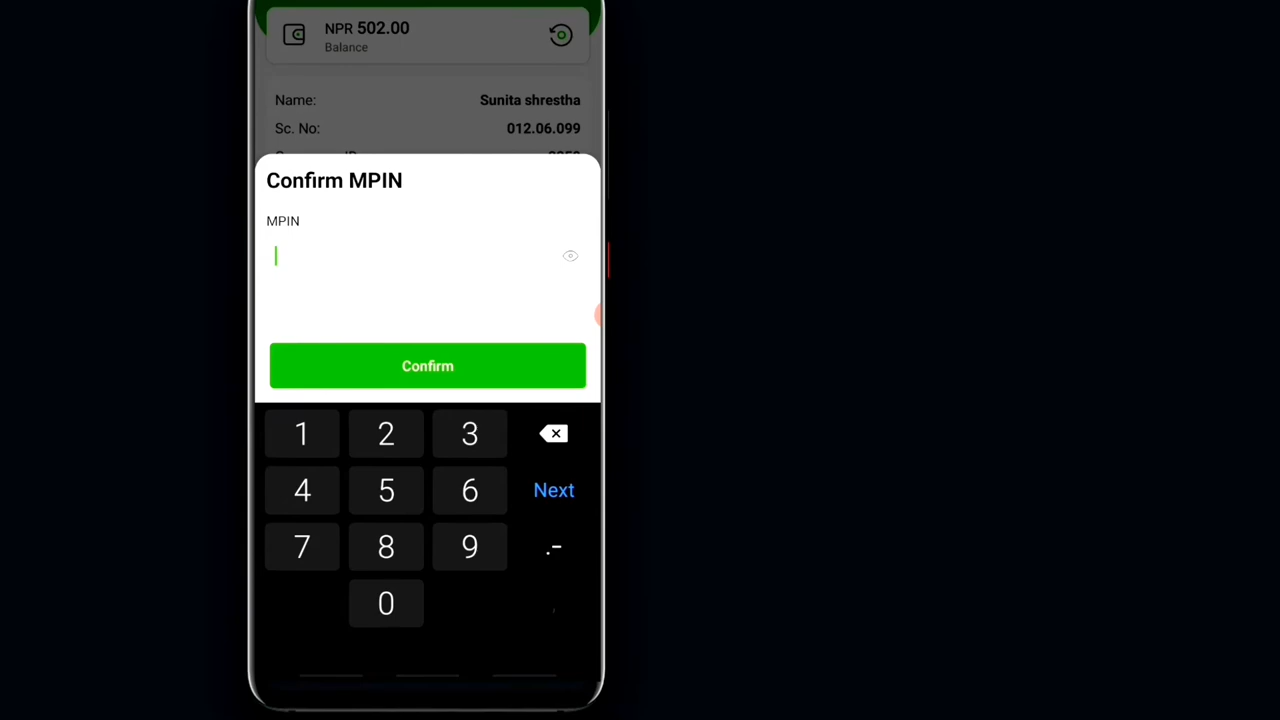 NPR 502.00
Balance
Name: Sunita shrestha
Sc. No: 012.06.099
Confirm MPIN
MPIN
Confirm
1 2 3
4 5 6 Next
7 8 9 .-
0 ,